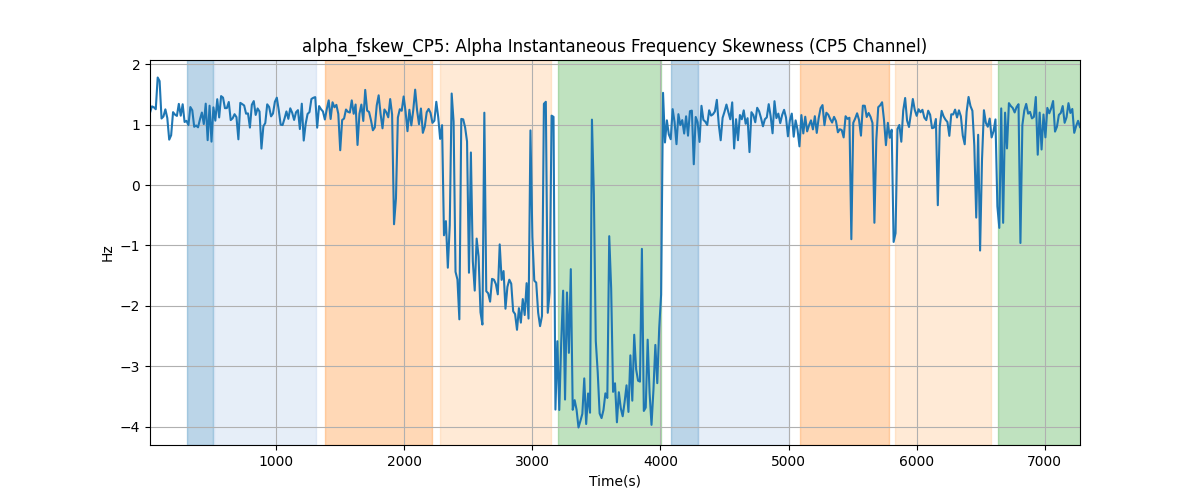 alpha_fskew_CP5: Alpha Instantaneous Frequency Skewness (CP5 Channel)
2
1
0
−1
−2
−3
−4
Hz
1000 2000 3000 4000 5000 6000 7000
Time(s)